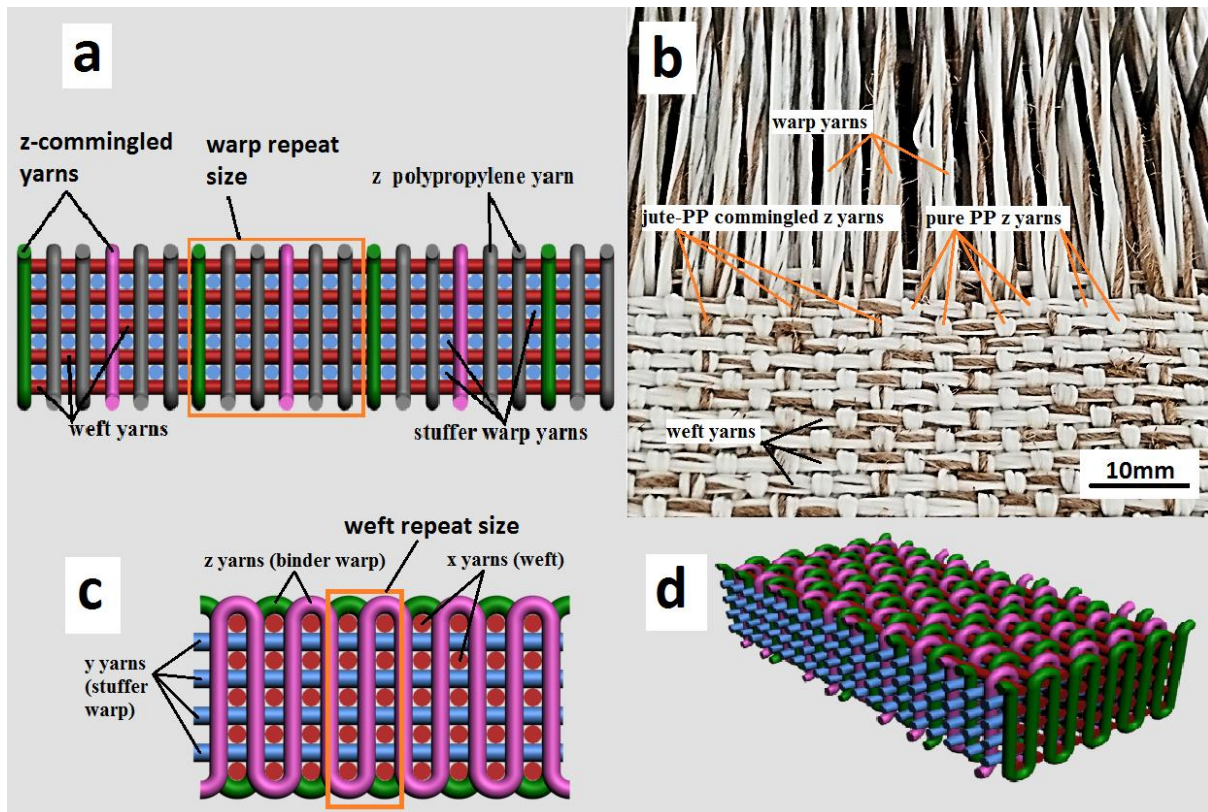 a
z-commingled
yarns
warp repeat
size
z polypropylene yarn
weft yarns
stuffer warp yarns
b
warp yarns
jute-PP commingled z yarns
pure PP z yarns
weft yarns
10mm
c
weft repeat size
z yarns (binder warp)
x yarns (weft)
y yarns
(stuffer
warp)
d